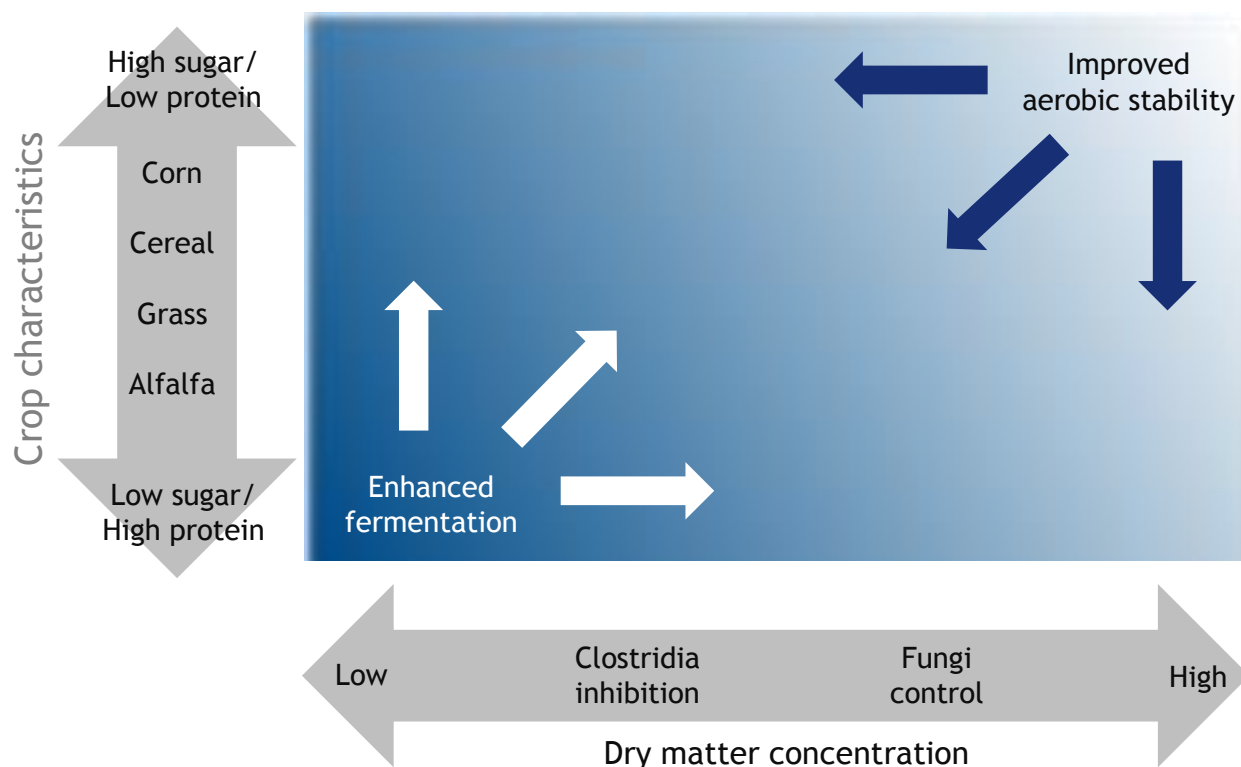 High sugar/
Low protein
Crop characteristics
Corn
Cereal
Grass
Alfalfa
Low sugar/
High protein
Improved
aerobic stability
Enhanced
fermentation
Low
Clostridia
inhibition
Fungi
control
High
Dry matter concentration